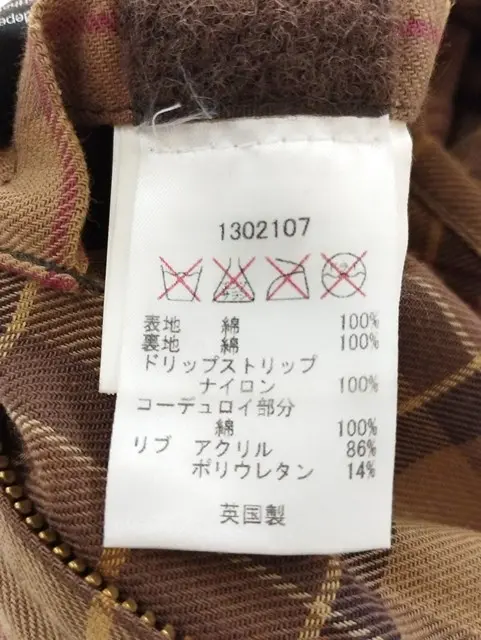 1302107
表地 綿 100%
裏地 綿 100%
ドリップストリップ
ナイロン 100%
コーデュロイ部分
綿 100%
リブ アクリル 86%
ポリウレタン 14%
英国製